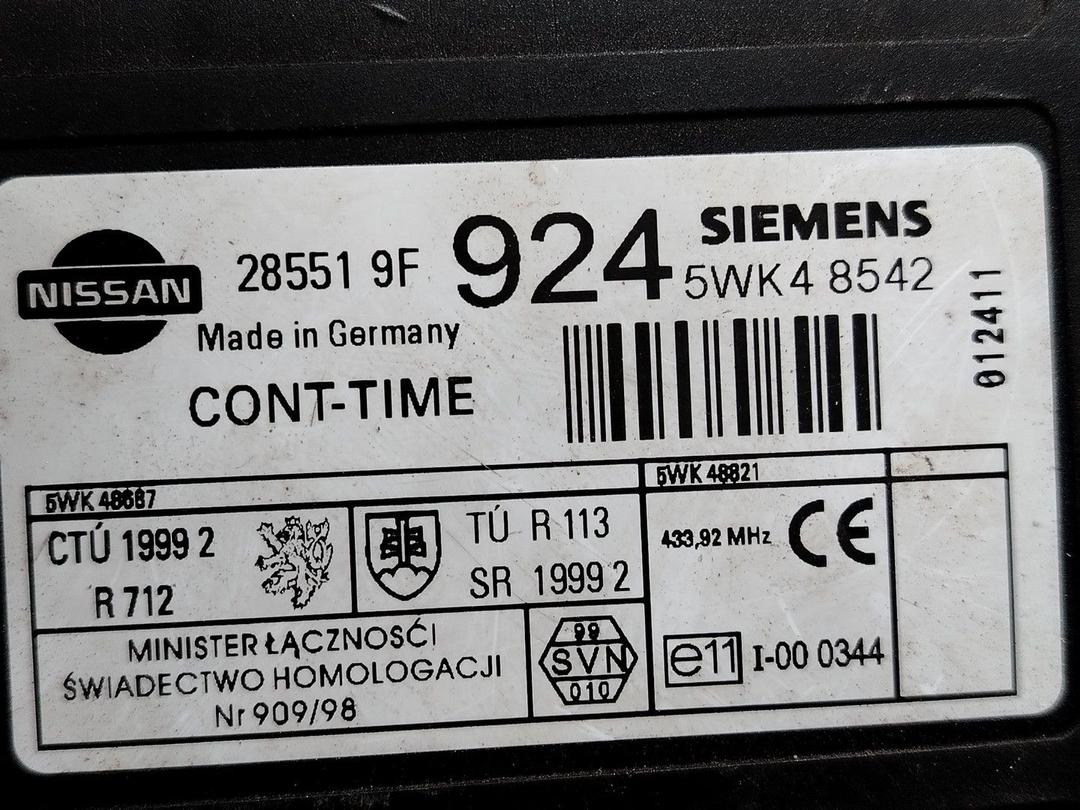 NISSAN
28551 9F 924
SIEMENS
5WK4 8542
Made in Germany
CONT-TIME
012411
5WK 48687
5WK 48821
CTÚ 1999 2
R 712
TÚ R 113
SR 1999 2
433,92 MHz CE
MINISTER ŁĄCZNOŚĆI
ŚWIADECTWO HOMOLOGACJI
Nr 909/98
99
SVN
010
e11 I-00 0344